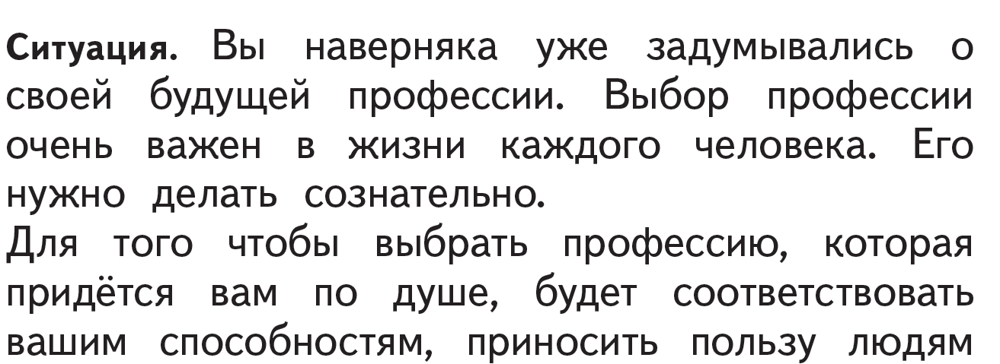 Ситуация. Вы наверняка уже задумывались о
своей будущей профессии. Выбор профессии
очень важен в жизни каждого человека. Его
нужно делать сознательно.
Для того чтобы выбрать профессию, которая
придётся вам по душе, будет соответствовать
вашим способностям, приносить пользу людям